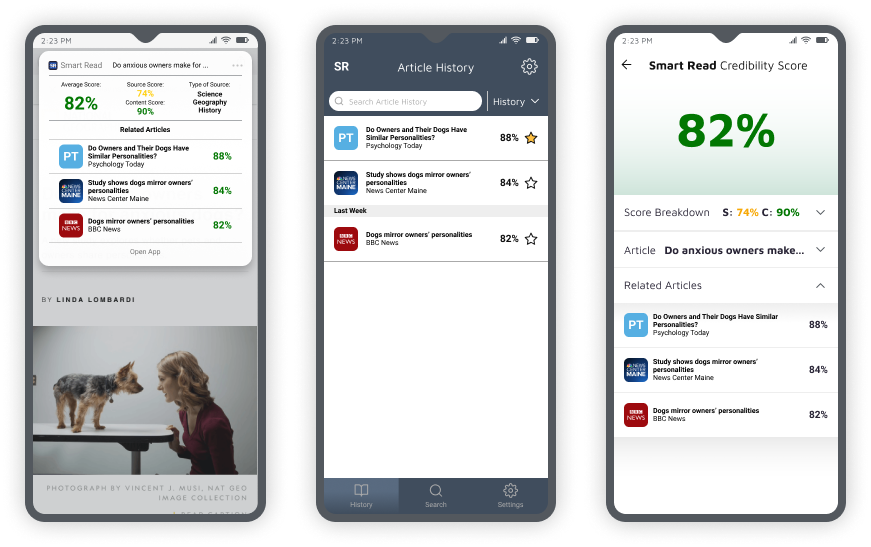 2:23 PM
SR Smart Read Do anxious owners make for ...
Average Score:
82%
Source Score:
74%
Content Score:
90%
Type of Source:
Science
Geography
History
Related Articles
PT
Do Owners and Their Dogs Have
Similar Personalities?
Psychology Today
88%
NEWS
CENTER
MAINE
Study shows dogs mirror owners'
personalities
News Center Maine
84%
BBC
NEWS
Dogs mirror owners' personalities
BBC News
82%
Open App
BY LINDA LOMBARDI
PHOTOGRAPH BY VINCENT J. MUSI, NAT GEO
IMAGE COLLECTION
2:23 PM
SR
Article History
Search Article History
History
PT
Do Owners and Their Dogs Have
Similar Personalities?
Psychology Today
88%
NEWS
CENTER
MAINE
Study shows dogs mirror owners'
personalities
News Center Maine
84%
Last Week
BBC
NEWS
Dogs mirror owners' personalities
BBC News
82%
History
Search
Settings
2:23 PM
Smart Read Credibility Score
82%
Score Breakdown S: 74% C: 90%
Article Do anxious owners make...
Related Articles
PT
Do Owners and Their Dogs Have Similar
Personalities?
Psychology Today
88%
NEWS
CENTER
MAINE
Study shows dogs mirror owners'
personalities
News Center Maine
84%
BBC
NEWS
Dogs mirror owners' personalities
BBC News
82%